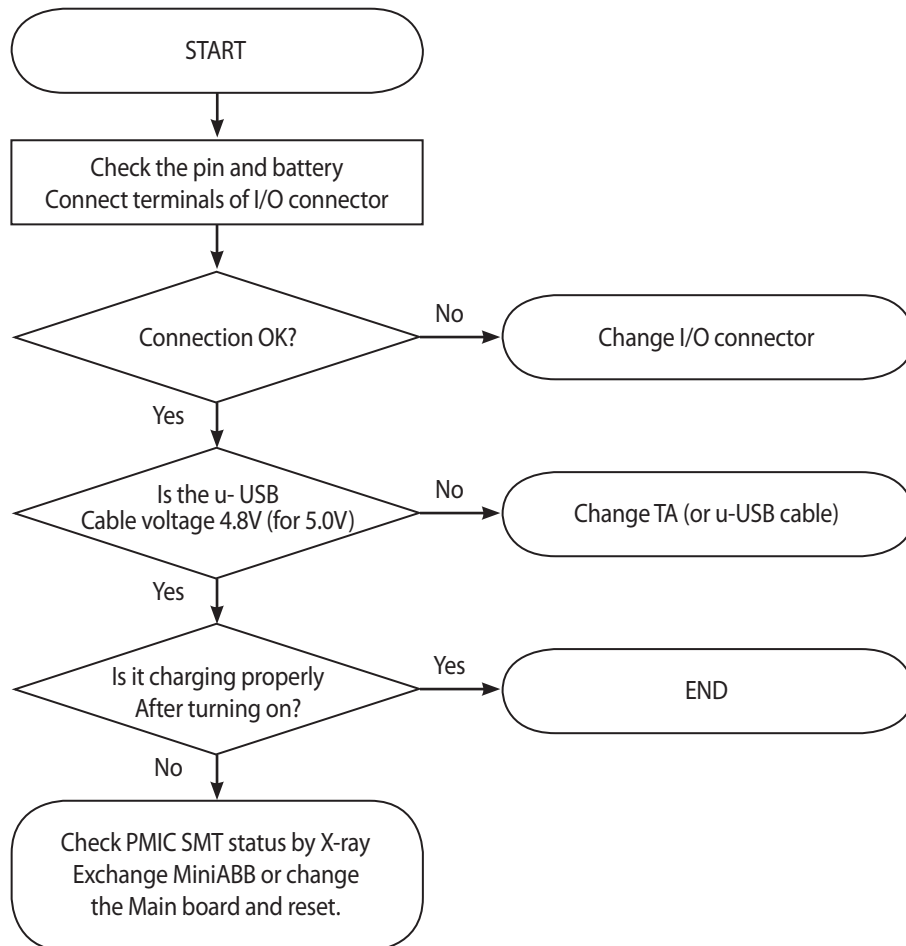 START
Check the pin and battery
Connect terminals of I/O connector
Connection OK?
No
Change I/O connector
Yes
Is the u- USB
Cable voltage 4.8V (for 5.0V)
No
Change TA (or u-USB cable)
Yes
Is it charging properly
After turning on?
Yes
END
No
Check PMIC SMT status by X-ray
Exchange MiniABB or change
the Main board and reset.